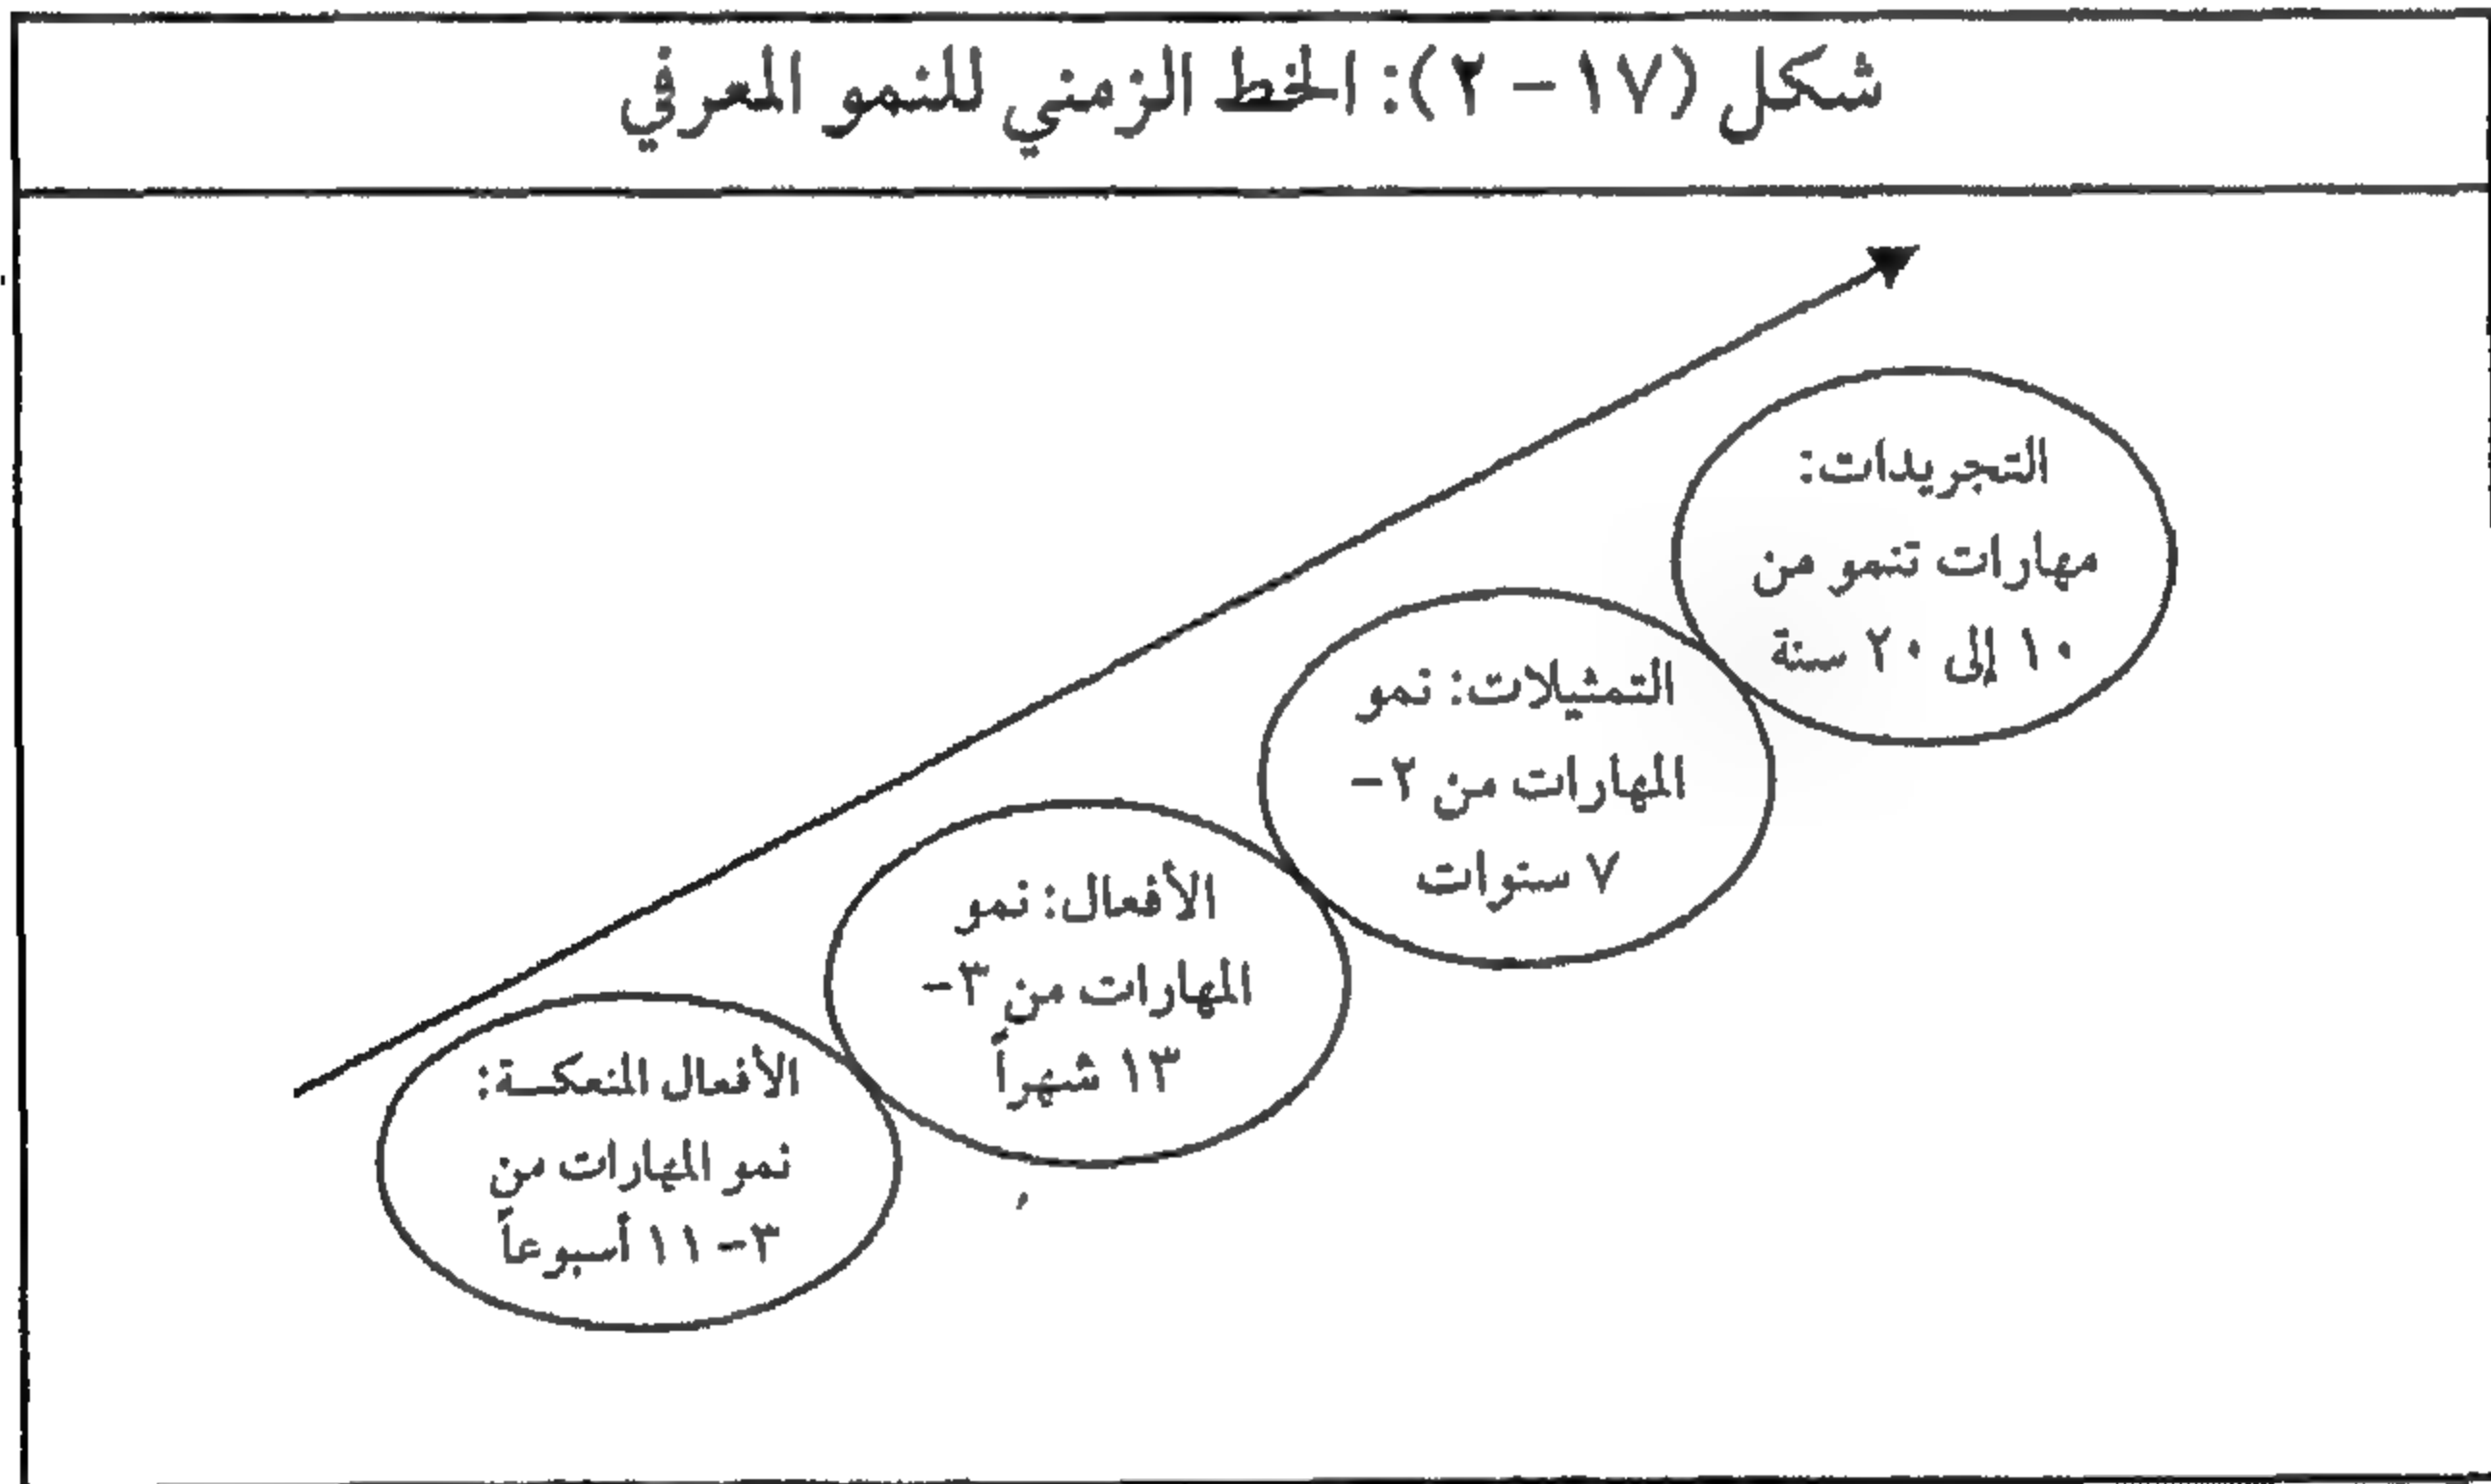 شكل (١٧ – ٢): الخط الزمني للنمو المعرفي
التجريدات:
مهارات تنمو من
١٠ إلى ٢٠ سنة
التمثيلات: نمو
المهارات من ٢–
٧ سنوات
الأفعال: نمو
المهارات من ٣–
١٣ شهراً
الأفعال المنعكسة:
نمو المهارات من
٣-١١ أسبوعاً